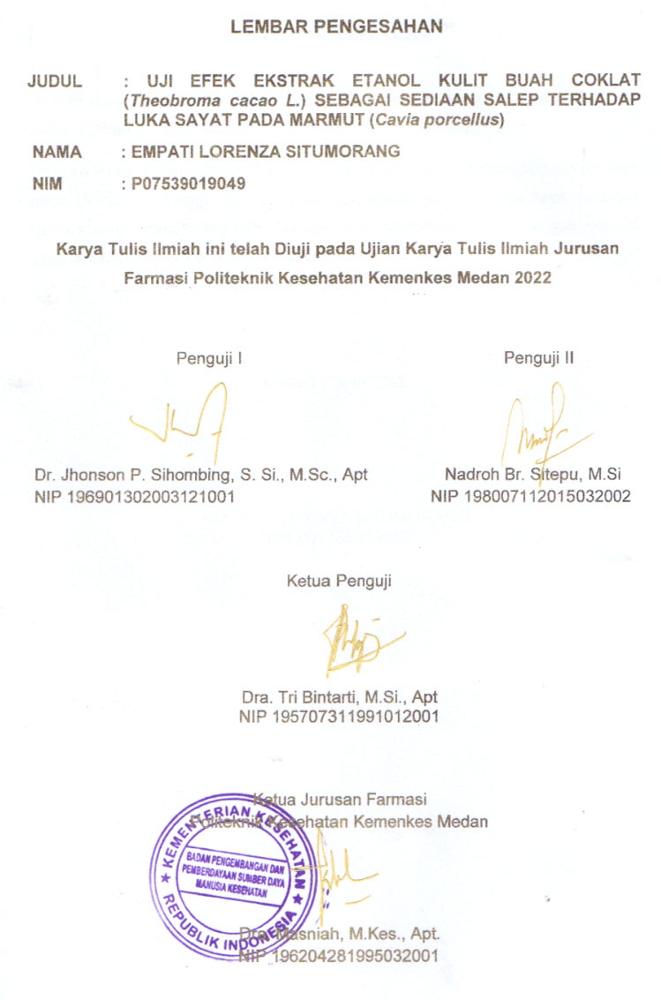 LEMBAR PENGESAHAN
JUDUL : UJI EFEK EKSTRAK ETANOL KULIT BUAH COKLAT
(Theobroma cacao L.) SEBAGAI SEDIAAN SALEP TERHADAP
LUKA SAYAT PADA MARMUT (Cavia porcellus)
NAMA : EMPATI LORENZA SITUMORANG
NIM : P07539019049
Karya Tulis Ilmiah ini telah Diuji pada Ujian Karya Tulis Ilmiah Jurusan
Farmasi Politeknik Kesehatan Kemenkes Medan 2022
Penguji I
Penguji II
Dr. Jhonson P. Sihombing, S. Si., M.Sc., Apt
NIP 196901302003121001
Nadroh Br. Sitepu, M.Si
NIP 198007112015032002
Ketua Penguji
Dra. Tri Bintarti, M.Si., Apt
NIP 195707311991012001
Ketua Jurusan Farmasi
Politeknik Kesehatan Kemenkes Medan
KEMENTERIAN KESEHATAN
BADAN PENGEMBANGAN DAN
PEMBERDAYAAN SUMBER DAYA
MANUSIA KESEHATAN
REPUBLIK INDONESIA
Dra. Masniah, M.Kes., Apt.
NIP 196204281995032001